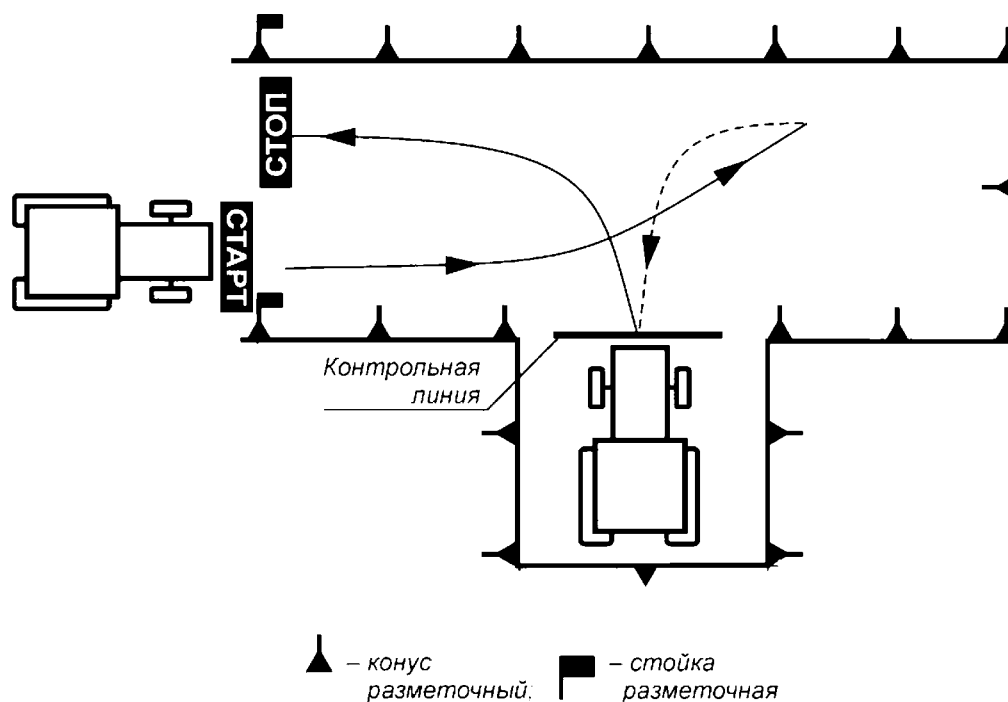 СТОП
СТАРТ
Контрольная
линия
– конус
разметочный;
– стойка
разметочная